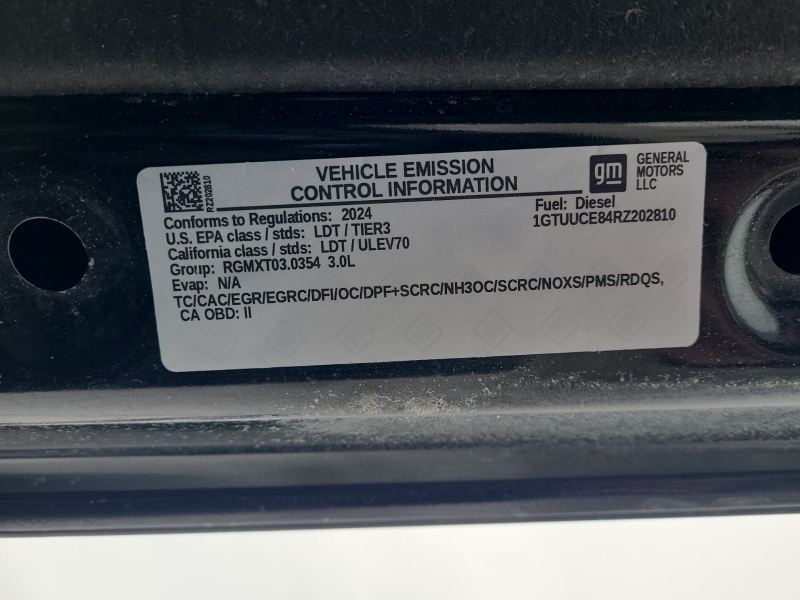 VEHICLE EMISSION
CONTROL INFORMATION
gm
GENERAL
MOTORS
LLC
RZ202810
Conforms to Regulations: 2024
Fuel: Diesel
U.S. EPA class / stds: LDT / TIER3
1GTUUCE84RZ202810
California class / stds: LDT / ULEV70
Group: RGMXT03.0354 3.0L
Evap: N/A
TC/CAC/EGR/EGRC/DFI/OC/DPF+SCRC/NH3OC/SCRC/NOXS/PMS/RDQS,
CA OBD: II